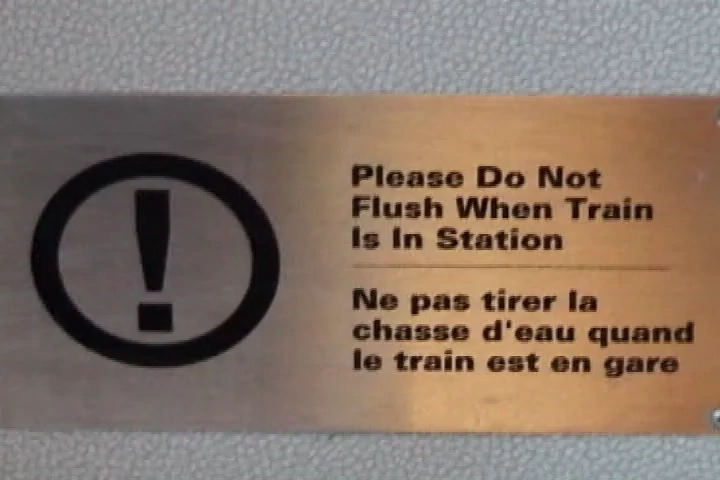 Please Do Not
Flush When Train
Is In Station
Ne pas tirer la
chasse d'eau quand
le train est en gare